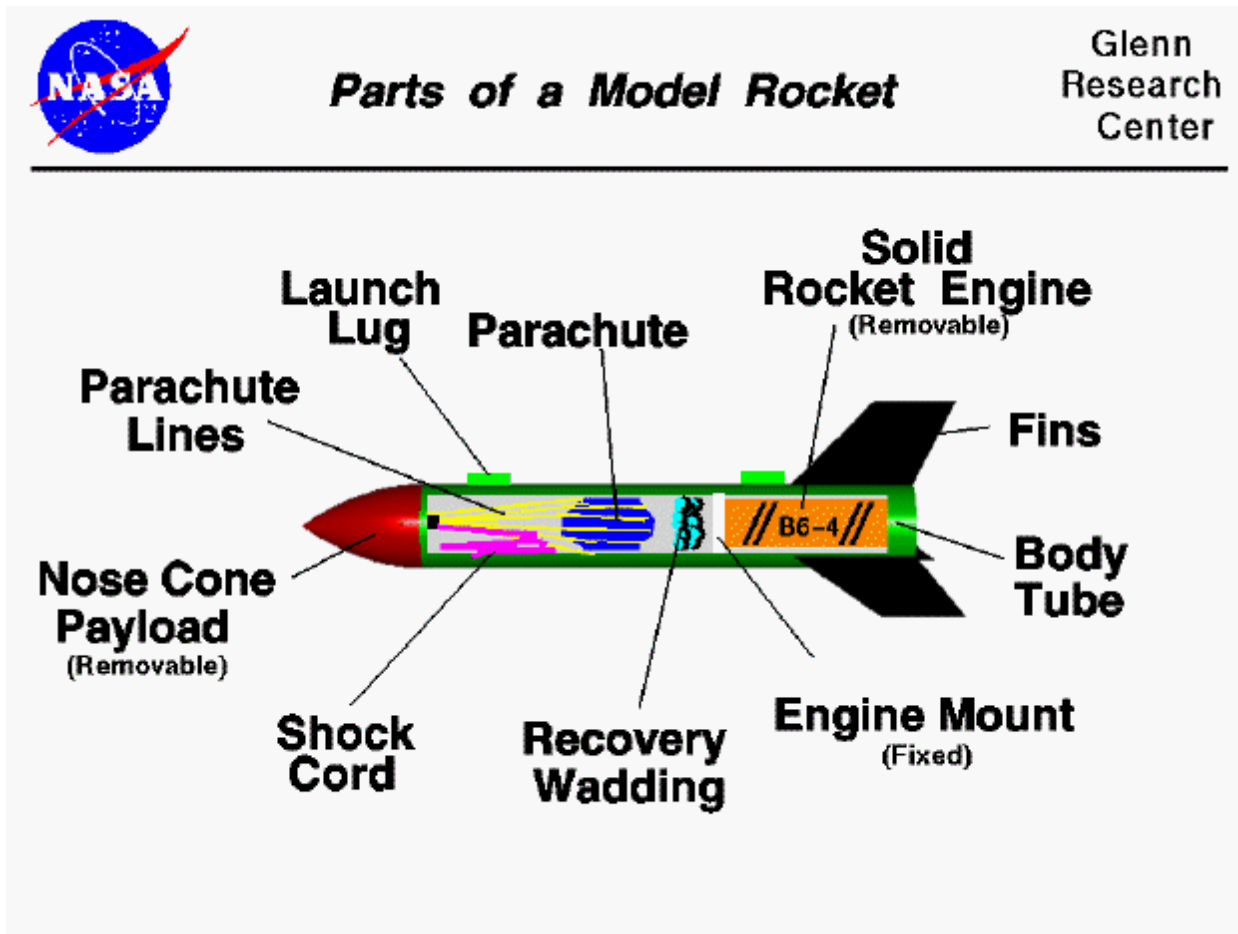 NASA
Parts of a Model Rocket
Glenn
Research
Center
Solid
Rocket Engine
(Removable)
Launch
Lug
Parachute
Parachute
Lines
Fins
//B6-4//
Nose Cone
Payload
(Removable)
Body
Tube
Shock
Cord
Recovery
Wadding
Engine Mount
(Fixed)